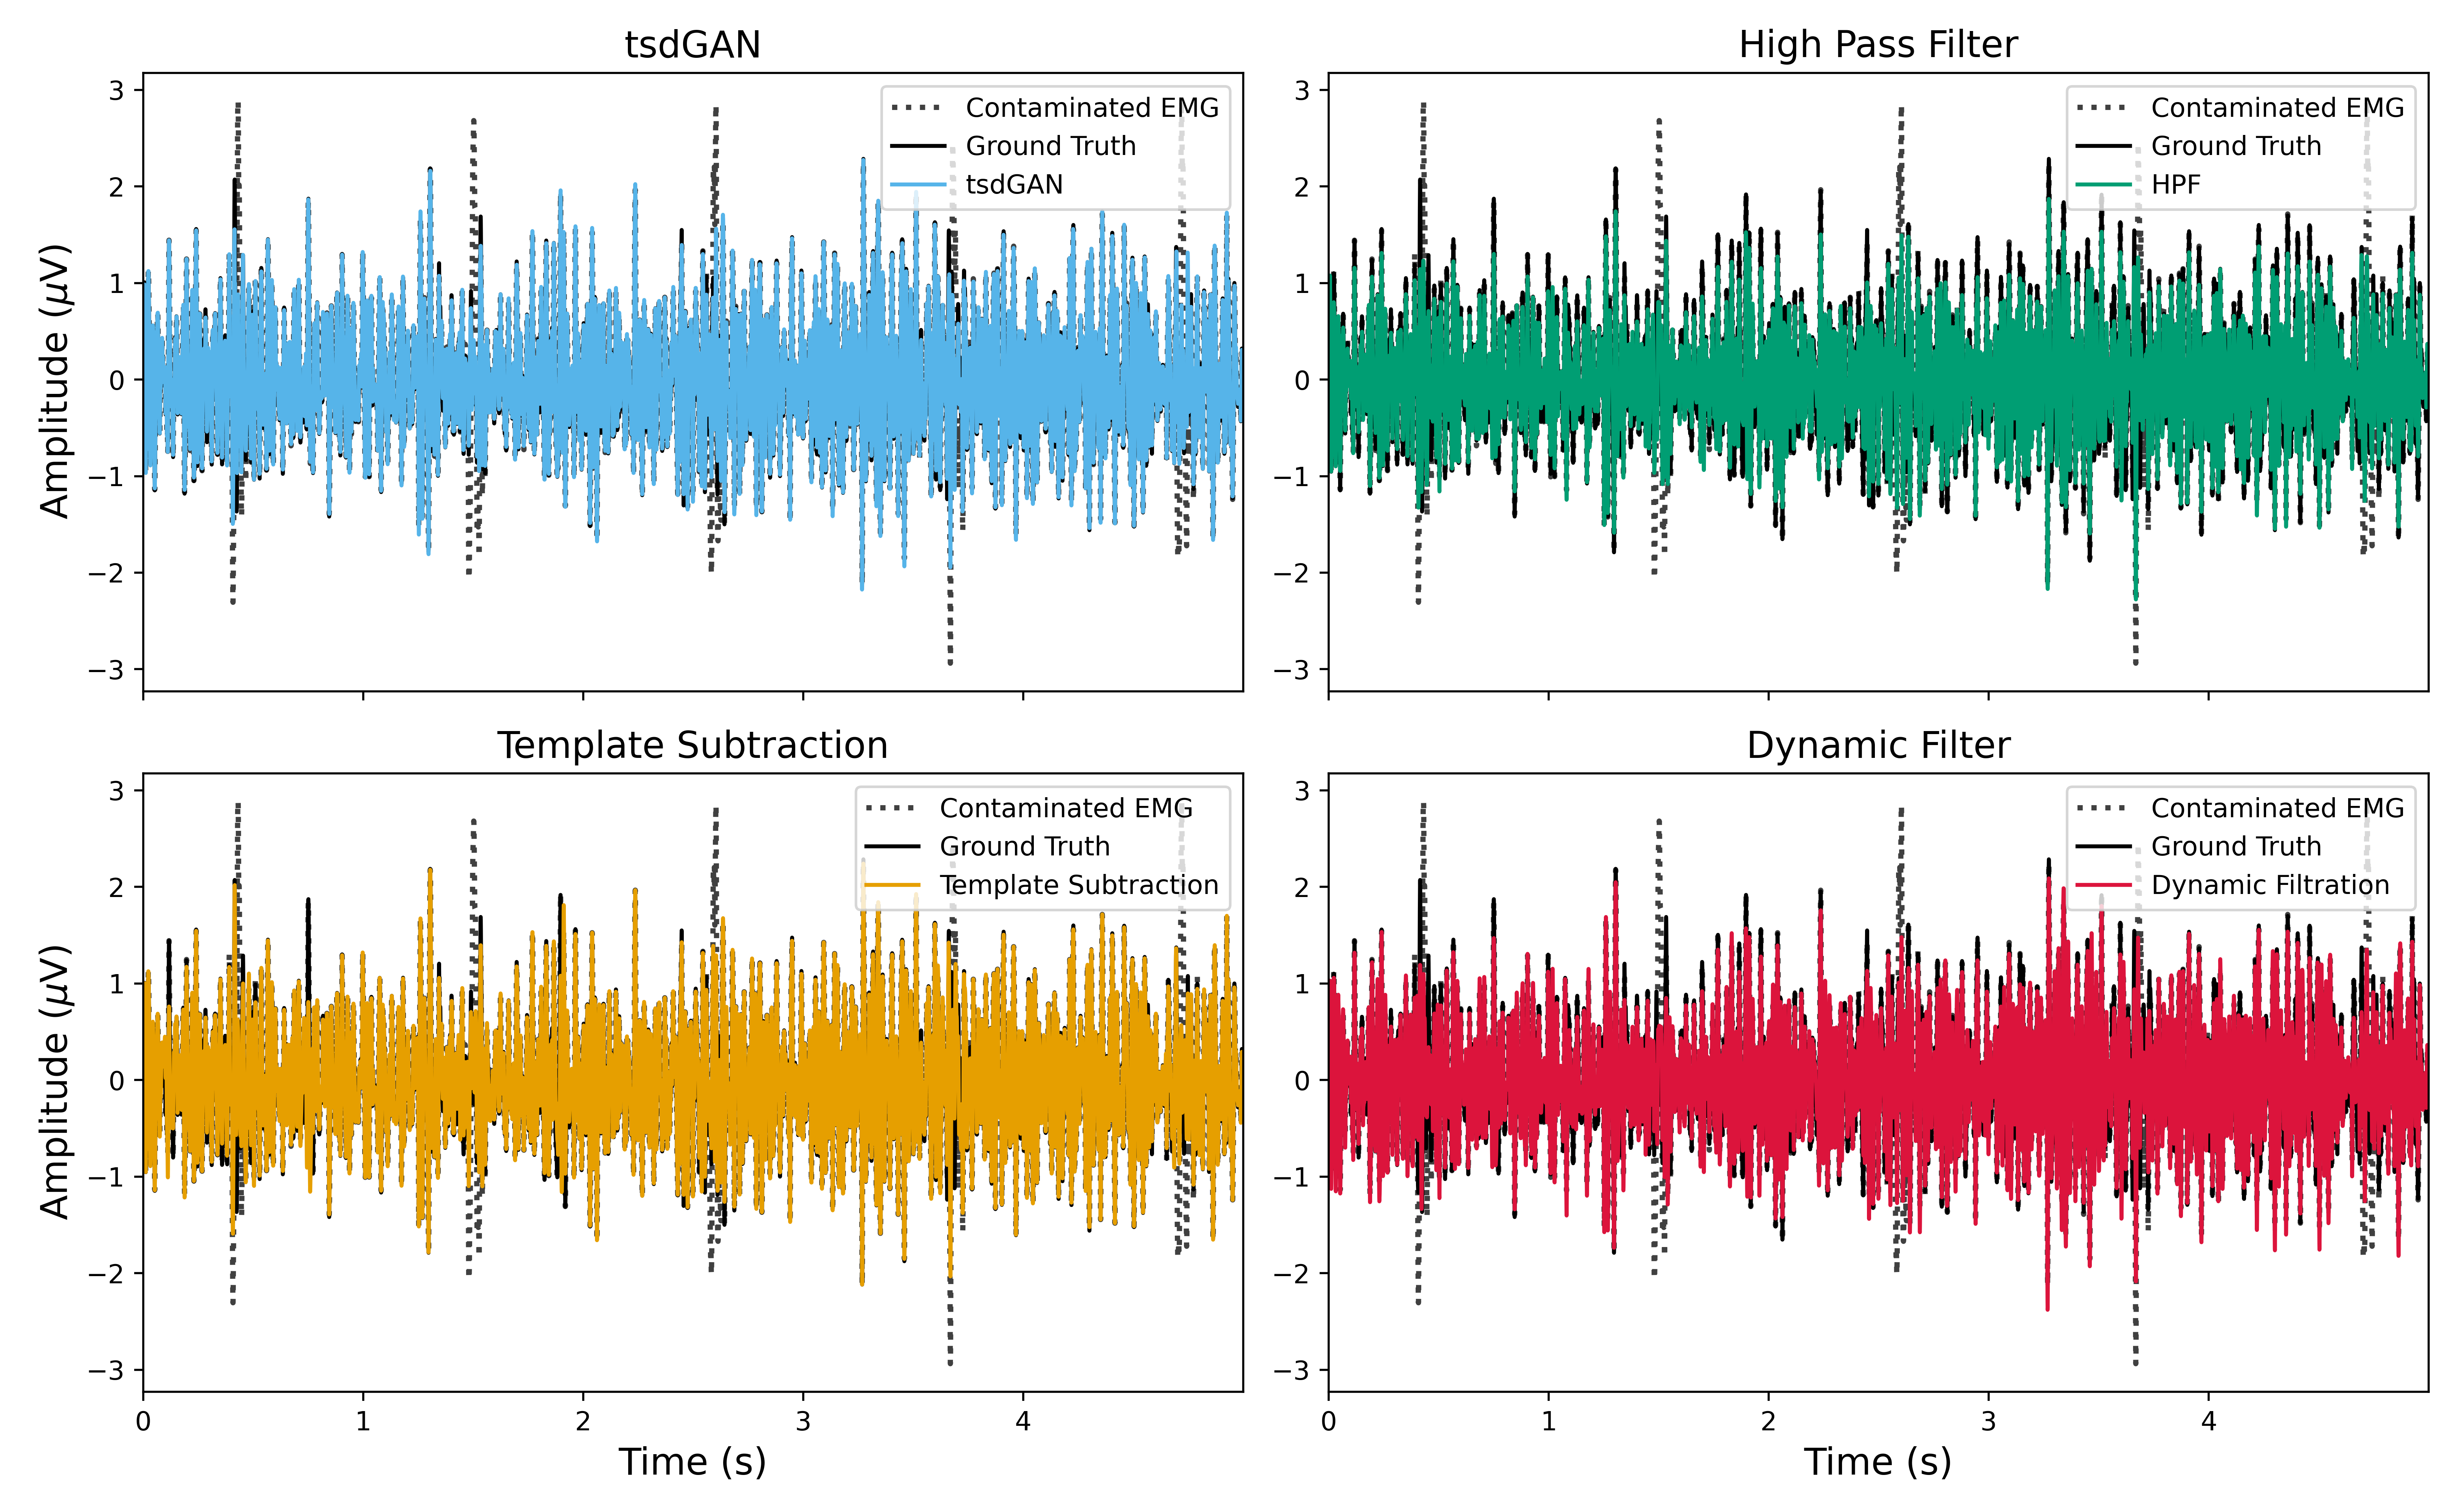 tsdGAN
Amplitude (μV)
3
2
1
0
−1
−2
−3
Contaminated EMG
Ground Truth
tsdGAN
High Pass Filter
3
2
1
0
−1
−2
−3
Contaminated EMG
Ground Truth
HPF
Template Subtraction
Amplitude (μV)
3
2
1
0
−1
−2
−3
Contaminated EMG
Ground Truth
Template Subtraction
0 1 2 3 4
Time (s)
Dynamic Filter
3
2
1
0
−1
−2
−3
Contaminated EMG
Ground Truth
Dynamic Filtration
0 1 2 3 4
Time (s)